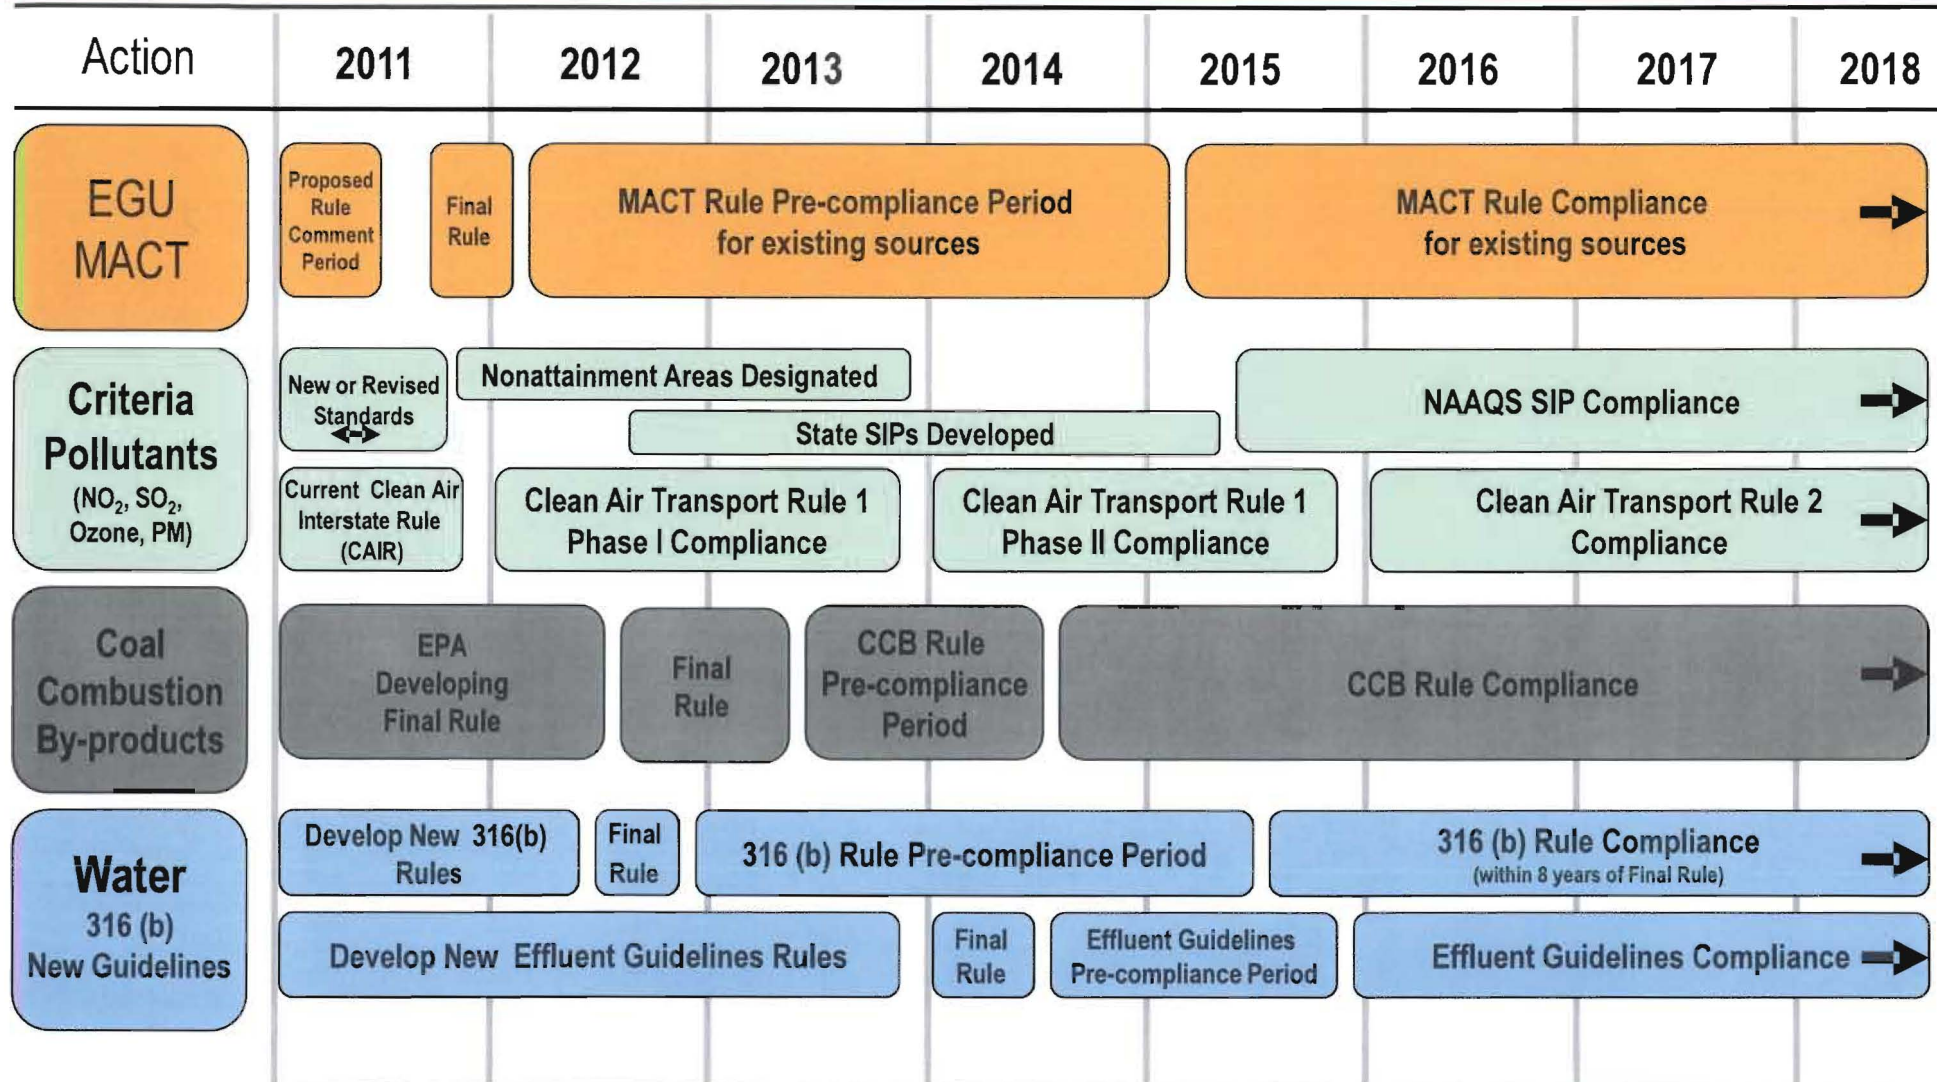 Action 2011 2012 2013 2014 2015 2016 2017 2018
EGU
MACT
Proposed
Rule
Comment
Period
Final
Rule
MACT Rule Pre-compliance Period
for existing sources
MACT Rule Compliance
for existing sources
Criteria
Pollutants
(NO₂, SO₂,
Ozone, PM)
New or Revised
Standards
Nonattainment Areas Designated
State SIPs Developed
NAAQS SIP Compliance
Current Clean Air
Interstate Rule
(CAIR)
Clean Air Transport Rule 1
Phase I Compliance
Clean Air Transport Rule 1
Phase II Compliance
Clean Air Transport Rule 2
Compliance
Coal
Combustion
By-products
EPA
Developing
Final Rule
Final
Rule
CCB Rule
Pre-compliance
Period
CCB Rule Compliance
Water
316 (b)
New Guidelines
Develop New 316(b)
Rules
Final
Rule
316 (b) Rule Pre-compliance Period
316 (b) Rule Compliance
(within 8 years of Final Rule)
Develop New Effluent Guidelines Rules
Final
Rule
Effluent Guidelines
Pre-compliance Period
Effluent Guidelines Compliance